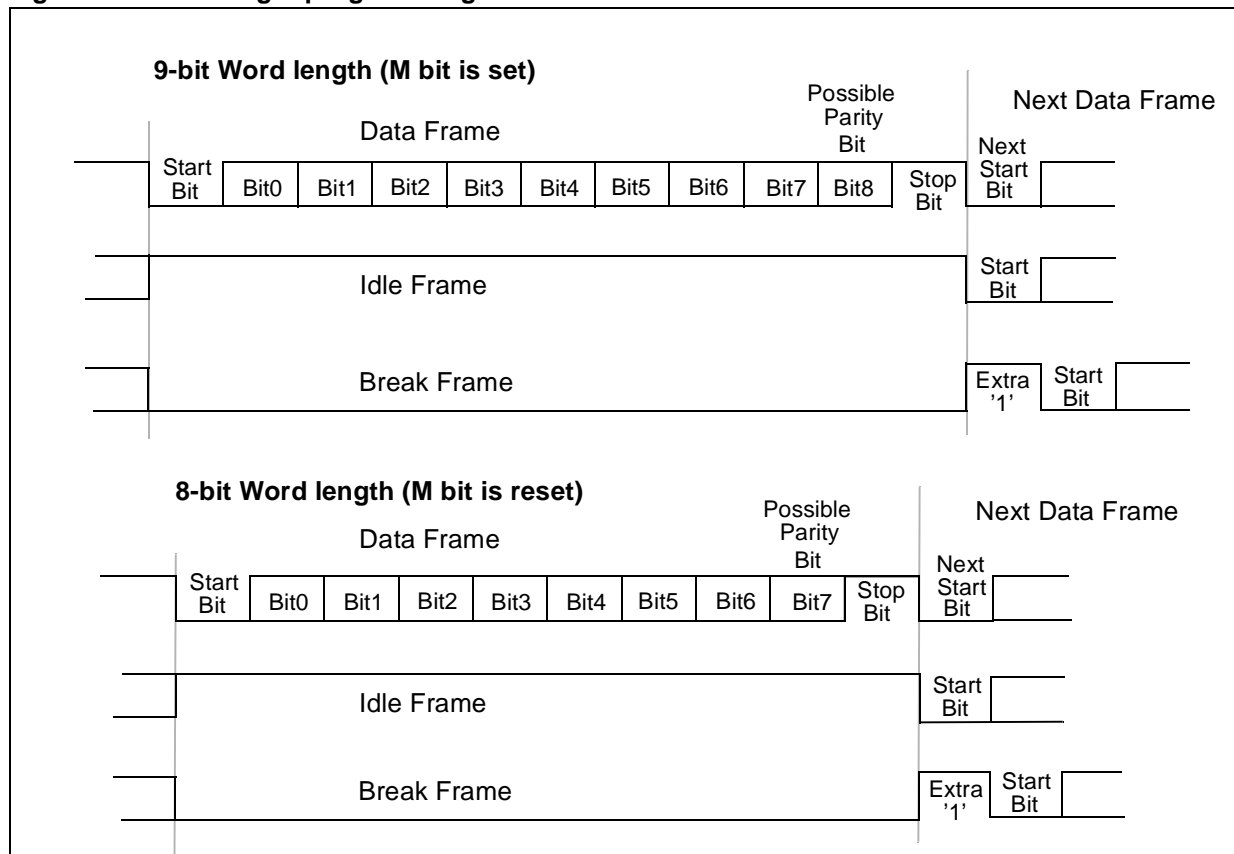 9-bit Word length (M bit is set)
Possible
Parity
Bit
Next Data Frame
Data Frame
Next
Start
Bit
Start
Bit
Bit0 Bit1 Bit2 Bit3 Bit4 Bit5 Bit6 Bit7 Bit8
Stop
Bit
Idle Frame
Start
Bit
Break Frame
Extra
'1'
Start
Bit
8-bit Word length (M bit is reset)
Possible
Parity
Bit
Next Data Frame
Data Frame
Next
Start
Bit
Start
Bit
Bit0 Bit1 Bit2 Bit3 Bit4 Bit5 Bit6 Bit7
Stop
Bit
Idle Frame
Start
Bit
Break Frame
Extra
'1'
Start
Bit